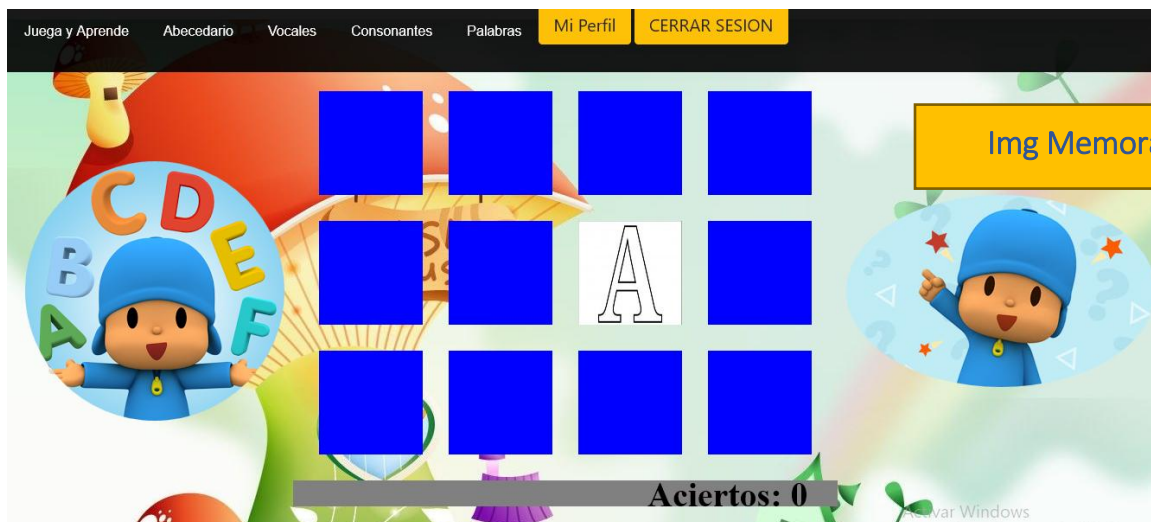 Juega y Aprende Abecedario Vocales Consonantes Palabras Mi Perfil CERRAR SESION
Img Memora
C D
B E
A F
A
Aciertos: 0
Activar Windows